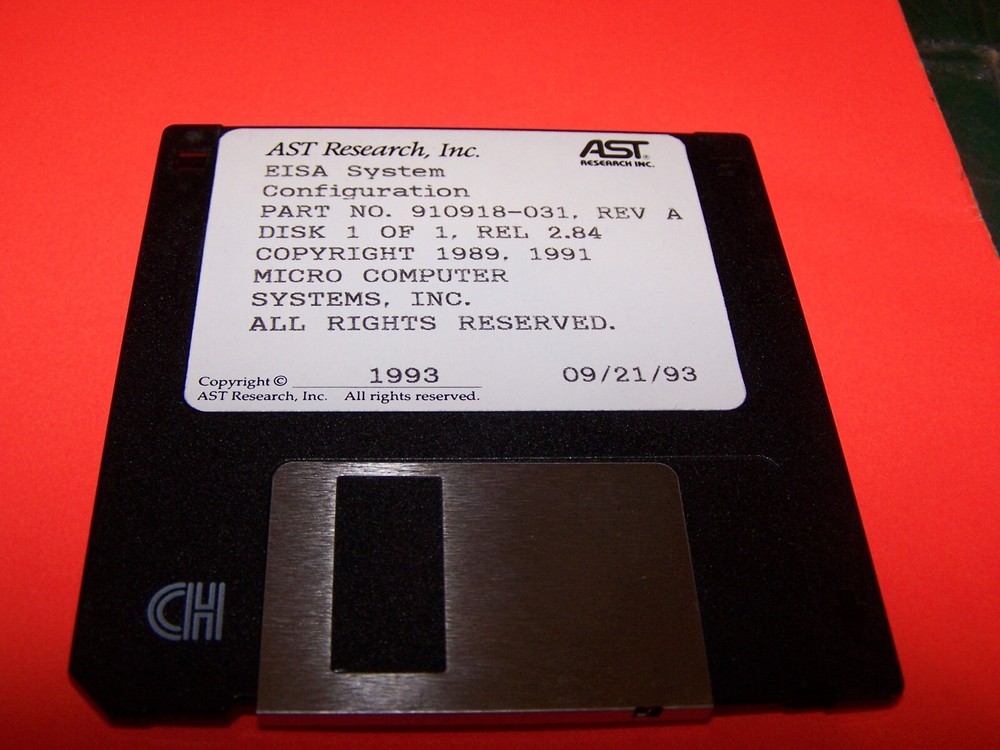 AST Research, Inc.
AST®
RESEARCH INC.
EISA System
Configuration
PART NO. 910918-031, REV A
DISK 1 OF 1, REL 2.84
COPYRIGHT 1989, 1991
MICRO COMPUTER
SYSTEMS, INC.
ALL RIGHTS RESERVED.
Copyright © 1993 09/21/93
AST Research, Inc. All rights reserved.
CH